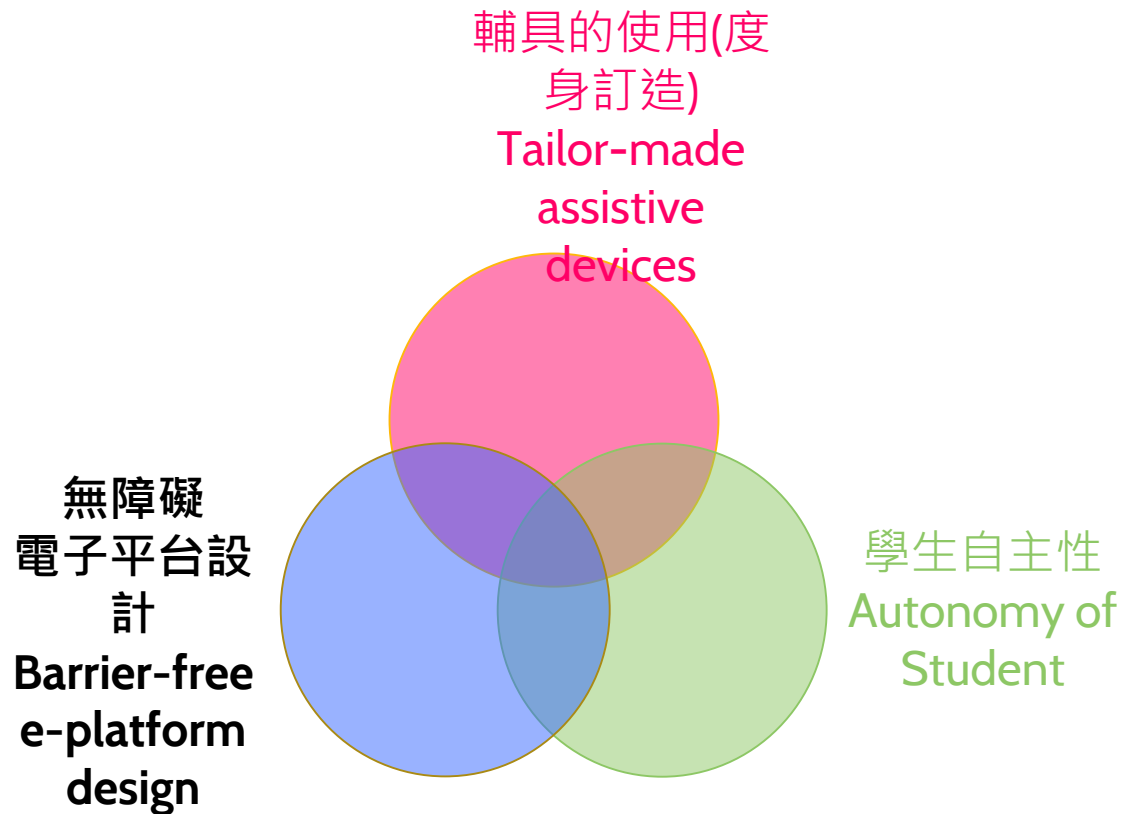 輔具的使用(度
身訂造)
Tailor-made
assistive
devices
無障礙
電子平台設
計
Barrier-free
e-platform
design
學生自主性
Autonomy of
Student